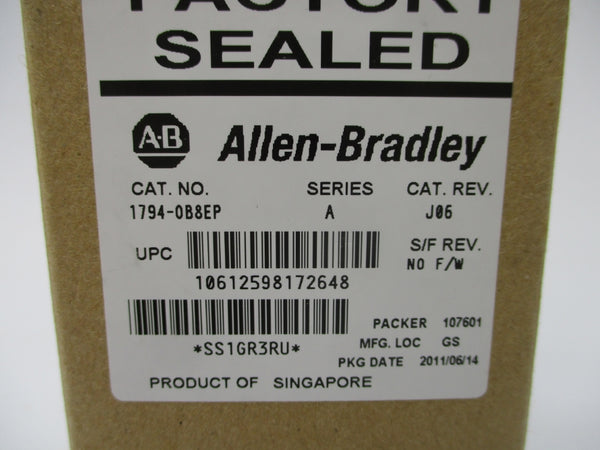 FACTORY
SEALED
A-B Allen-Bradley
CAT. NO. SERIES CAT. REV.
1794-OB8EP A J06
UPC S/F REV.
10612598172648 NO F/W
*SS1GR3RU*
PACKER 107601
MFG. LOC GS
PKG DATE 2011/06/14
PRODUCT OF SINGAPORE